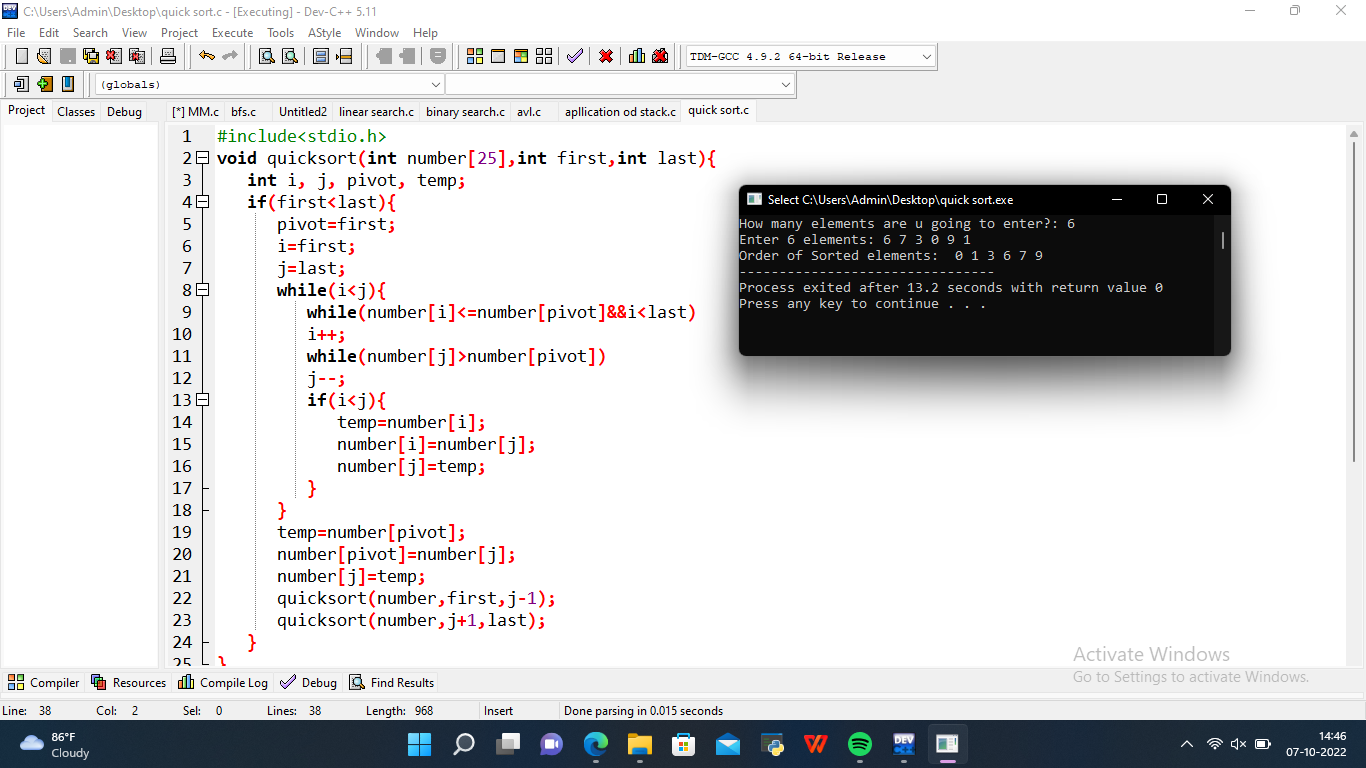 C:\Users\Admin\Desktop\quick sort.c - [Executing] - Dev-C++ 5.11
File Edit Search View Project Execute Tools AStyle Window Help
TDM-GCC 4.9.2 64-bit Release
(globals)
Project Classes Debug
[*] MM.c bfs.c Untitled2 linear search.c binary search.c avl.c apllication od stack.c quick sort.c
1 #include<stdio.h>
2 void quicksort(int number[25],int first,int last){
3 int i, j, pivot, temp;
4 if(first<last){
5 pivot=first;
6 i=first;
7 j=last;
8 while(i<j){
9 while(number[i]<=number[pivot]&&i<last)
10 i++;
11 while(number[j]>number[pivot])
12 j--;
13 if(i<j){
14 temp=number[i];
15 number[i]=number[j];
16 number[j]=temp;
17 }
18 }
19 temp=number[pivot];
20 number[pivot]=number[j];
21 number[j]=temp;
22 quicksort(number,first,j-1);
23 quicksort(number,j+1,last);
24 }
25 }
Select C:\Users\Admin\Desktop\quick sort.exe
How many elements are u going to enter?: 6
Enter 6 elements: 6 7 3 0 9 1
Order of Sorted elements:  0 1 3 6 7 9
--------------------------------
Process exited after 13.2 seconds with return value 0
Press any key to continue . . .
Activate Windows
Go to Settings to activate Windows.
Compiler Resources Compile Log Debug Find Results
Line: 38 Col: 2 Sel: 0 Lines: 38 Length: 968 Insert Done parsing in 0.015 seconds
86°F
Cloudy
DEV
14:46
07-10-2022